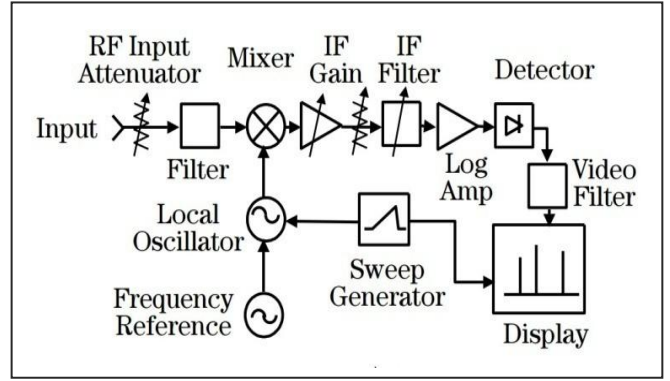 RF Input
Attenuator
Mixer
IF
Gain
IF
Filter
Detector
Input
Filter
Log
Amp
Video
Filter
Local
Oscillator
Sweep
Generator
Frequency
Reference
Display